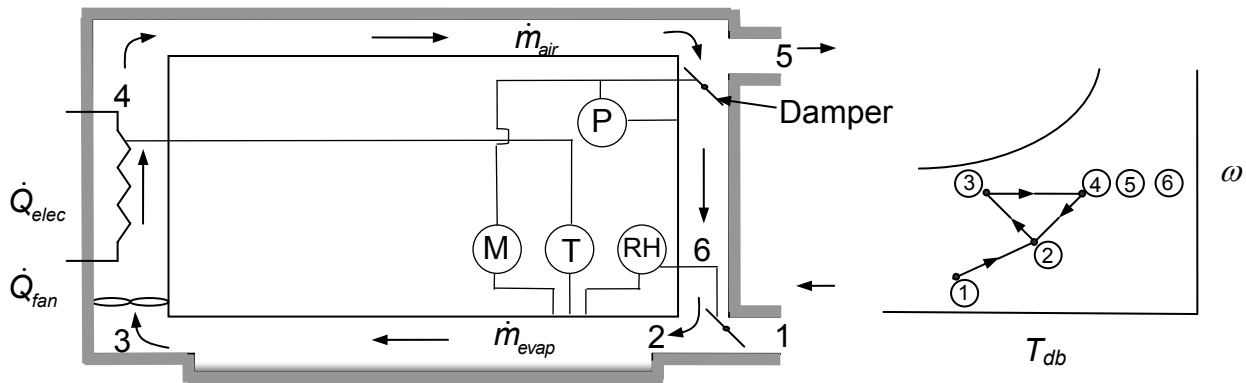 ṁair
5
4
Damper
P
Q̇elec
M
T
RH
6
Q̇fan
3
ṁevap
2
1
ω
③
④ ⑤ ⑥
②
①
Tdb